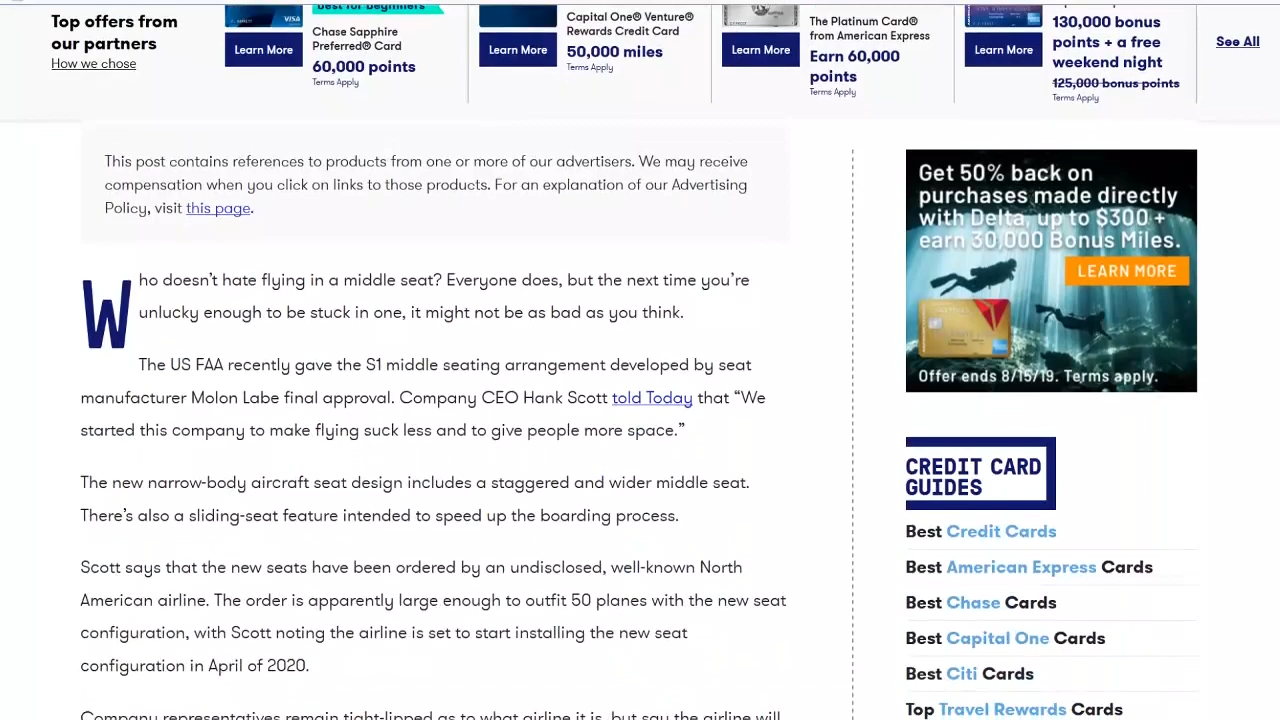 Top offers from
our partners
How we chose
VISA
Best for beginners
Learn More
Chase Sapphire
Preferred® Card
60,000 points
Terms Apply
Learn More
Capital One® Venture®
Rewards Credit Card
50,000 miles
Terms Apply
Learn More
The Platinum Card®
from American Express
Earn 60,000
points
Terms Apply
Learn More
130,000 bonus
points + a free
weekend night
125,000 bonus points
Terms Apply
See All
This post contains references to products from one or more of our advertisers. We may receive
compensation when you click on links to those products. For an explanation of our Advertising
Policy, visit this page.
Who doesn’t hate flying in a middle seat? Everyone does, but the next time you’re
unlucky enough to be stuck in one, it might not be as bad as you think.
The US FAA recently gave the S1 middle seating arrangement developed by seat
manufacturer Molon Labe final approval. Company CEO Hank Scott told Today that “We
started this company to make flying suck less and to give people more space.”
The new narrow-body aircraft seat design includes a staggered and wider middle seat.
There’s also a sliding-seat feature intended to speed up the boarding process.
Scott says that the new seats have been ordered by an undisclosed, well-known North
American airline. The order is apparently large enough to outfit 50 planes with the new seat
configuration, with Scott noting the airline is set to start installing the new seat
configuration in April of 2020.
Company representatives remain tight-lipped as to what airline it is, but say the airline will
Get 50% back on
purchases made directly
with Delta, up to $300 +
earn 30,000 Bonus Miles.
LEARN MORE
Offer ends 8/15/19. Terms apply.
CREDIT CARD
GUIDES
Best Credit Cards
Best American Express Cards
Best Chase Cards
Best Capital One Cards
Best Citi Cards
Top Travel Rewards Cards